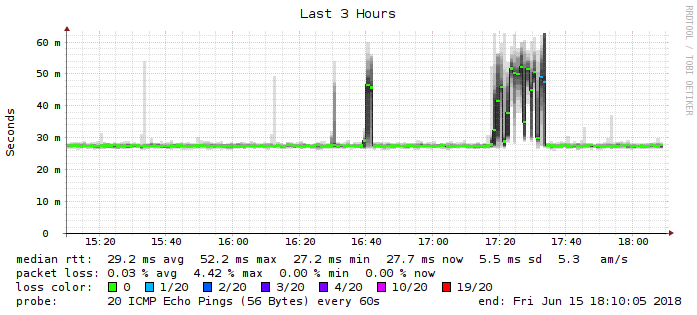 Last 3 Hours
RRDTOOL / TOBI OETIKER
Seconds
60 m
50 m
40 m
30 m
20 m
10 m
0
15:20 15:40 16:00 16:20 16:40 17:00 17:20 17:40 18:00
median rtt: 29.2 ms avg 52.2 ms max 27.2 ms min 27.7 ms now 5.5 ms sd 5.3 am/s
packet loss: 0.03 % avg 4.42 % max 0.00 % min 0.00 % now
loss color: 0 1/20 2/20 3/20 4/20 10/20 19/20
probe: 20 ICMP Echo Pings (56 Bytes) every 60s end: Fri Jun 15 18:10:05 2018